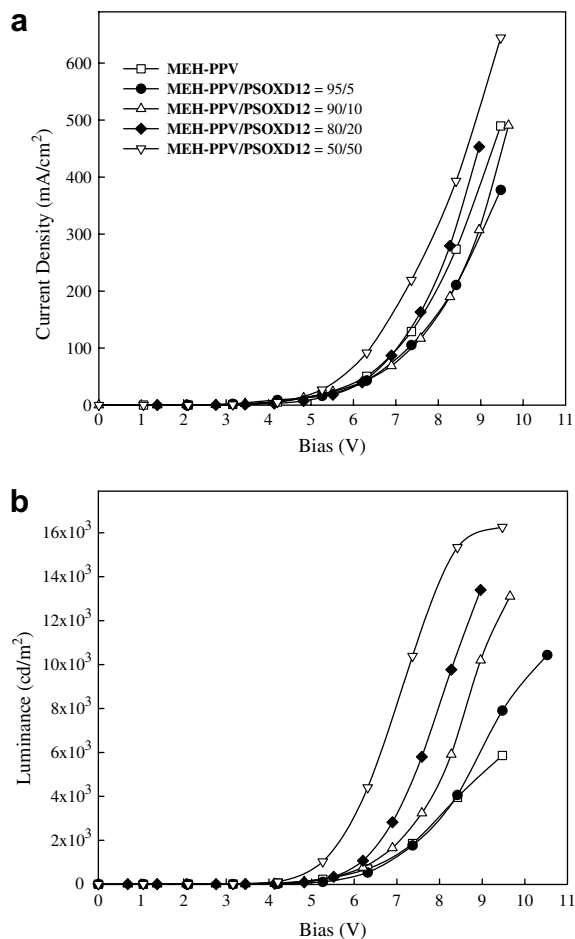 a
600
500
400
300
200
100
0
Current Density (mA/cm²)
MEH-PPV
MEH-PPV/PSOXD12 = 95/5
MEH-PPV/PSOXD12 = 90/10
MEH-PPV/PSOXD12 = 80/20
MEH-PPV/PSOXD12 = 50/50
0 1 2 3 4 5 6 7 8 9 10 11
Bias (V)
b
16x10³
14x10³
12x10³
10x10³
8x10³
6x10³
4x10³
2x10³
0
Luminance (cd/m²)
0 1 2 3 4 5 6 7 8 9 10 11
Bias (V)